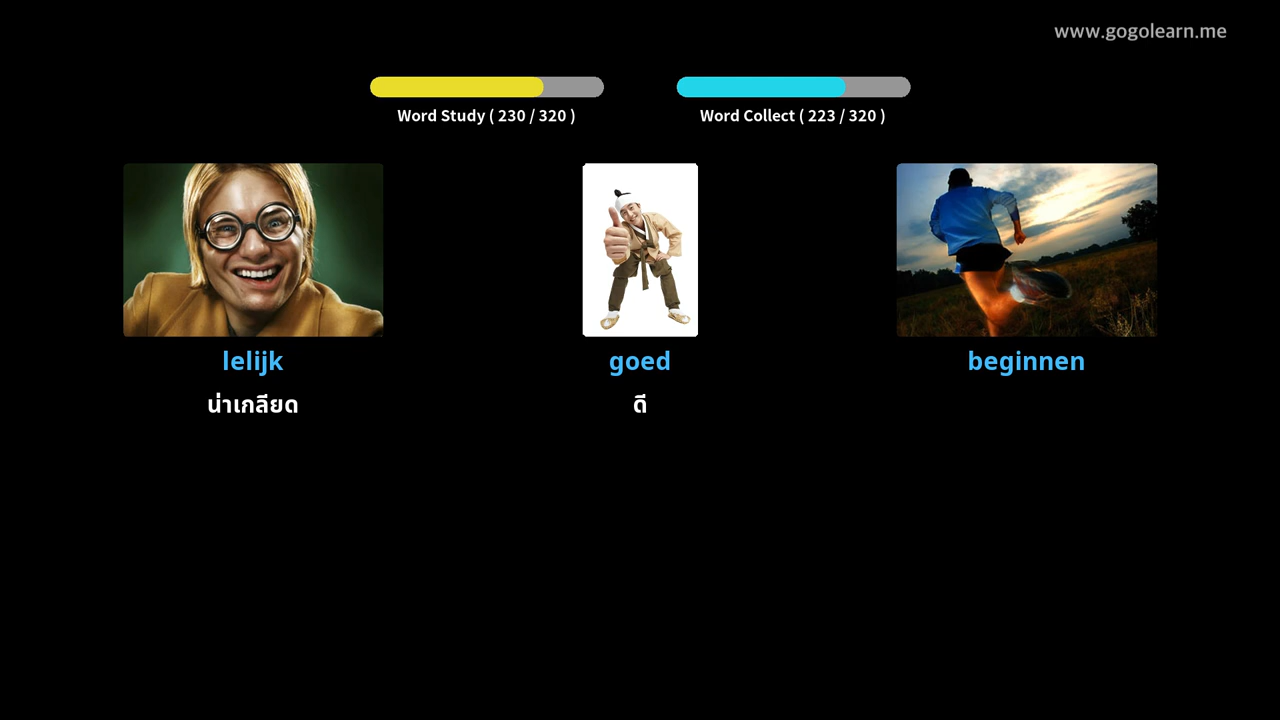 www.gogolearn.me
Word Study ( 230 / 320 )
Word Collect ( 223 / 320 )
lelijk
goed
beginnen
น่าเกลียด
ดี